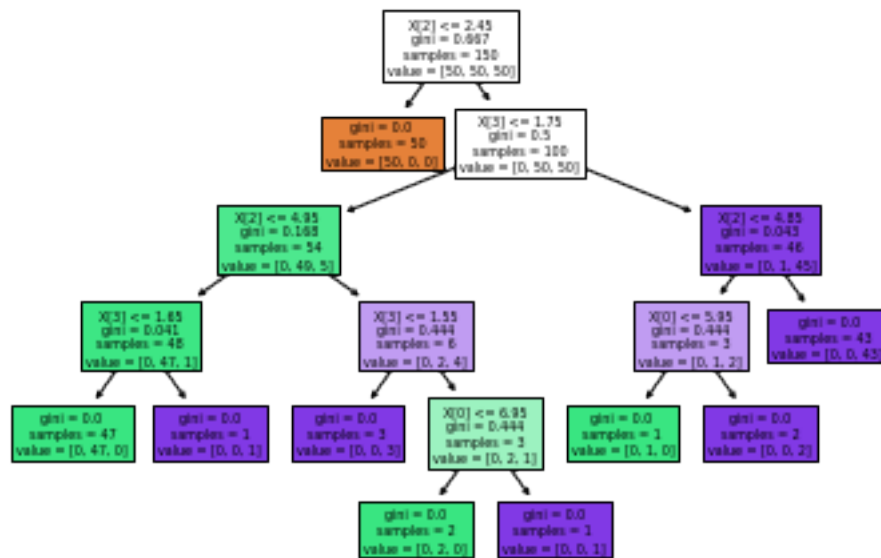 X[2] <= 2.45
gini = 0.667
samples = 150
value = [50, 50, 50]
gini = 0.0
samples = 50
value = [50, 0, 0]
X[3] <= 1.75
gini = 0.5
samples = 100
value = [0, 50, 50]
X[2] <= 4.95
gini = 0.168
samples = 54
value = [0, 49, 5]
X[2] <= 4.85
gini = 0.043
samples = 46
value = [0, 1, 45]
X[3] <= 1.65
gini = 0.041
samples = 48
value = [0, 47, 1]
X[3] <= 1.55
gini = 0.444
samples = 6
value = [0, 2, 4]
X[0] <= 5.95
gini = 0.444
samples = 3
value = [0, 1, 2]
gini = 0.0
samples = 43
value = [0, 0, 43]
gini = 0.0
samples = 47
value = [0, 47, 0]
gini = 0.0
samples = 1
value = [0, 0, 1]
gini = 0.0
samples = 3
value = [0, 0, 3]
X[0] <= 6.95
gini = 0.444
samples = 3
value = [0, 2, 1]
gini = 0.0
samples = 1
value = [0, 1, 0]
gini = 0.0
samples = 2
value = [0, 0, 2]
gini = 0.0
samples = 2
value = [0, 2, 0]
gini = 0.0
samples = 1
value = [0, 0, 1]